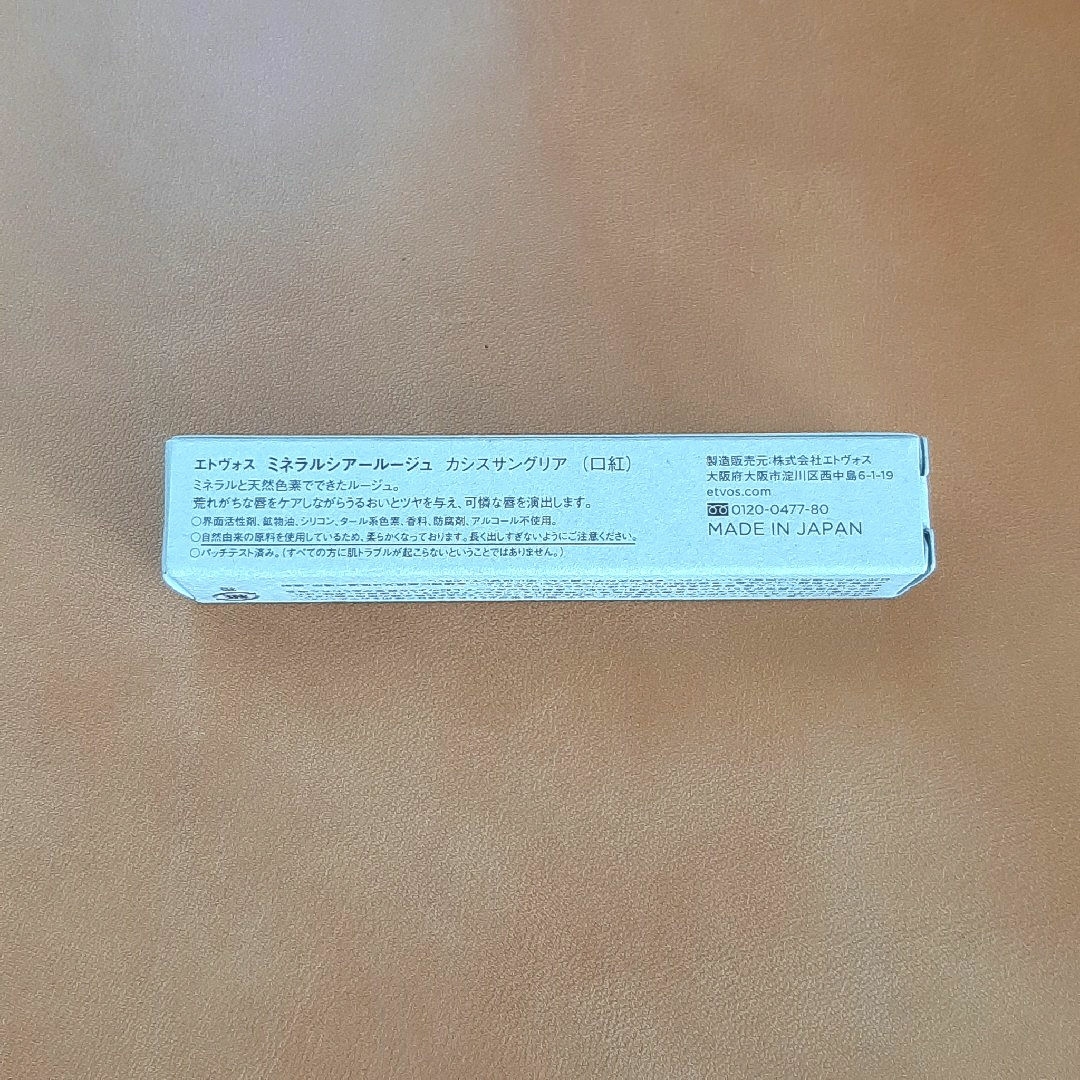 エトヴォス ミネラルシアールージュ カシスサングリア (口紅)
ミネラルと天然色素でできたルージュ。
荒れがちな唇をケアしながらうるおいとツヤを与え、可憐な唇を演出します。
○界面活性剤、鉱物油、シリコン、タール系色素、香料、防腐剤、アルコール不使用。
○自然由来の原料を使用しているため、柔らかくなっております。長く出しすぎないようにご注意ください。
○パッチテスト済み。(すべての方に肌トラブルが起こらないということではありません。)
製造販売元:株式会社エトヴォス
大阪府大阪市淀川区西中島6-1-19
etvos.com
0120-0477-80
MADE IN JAPAN